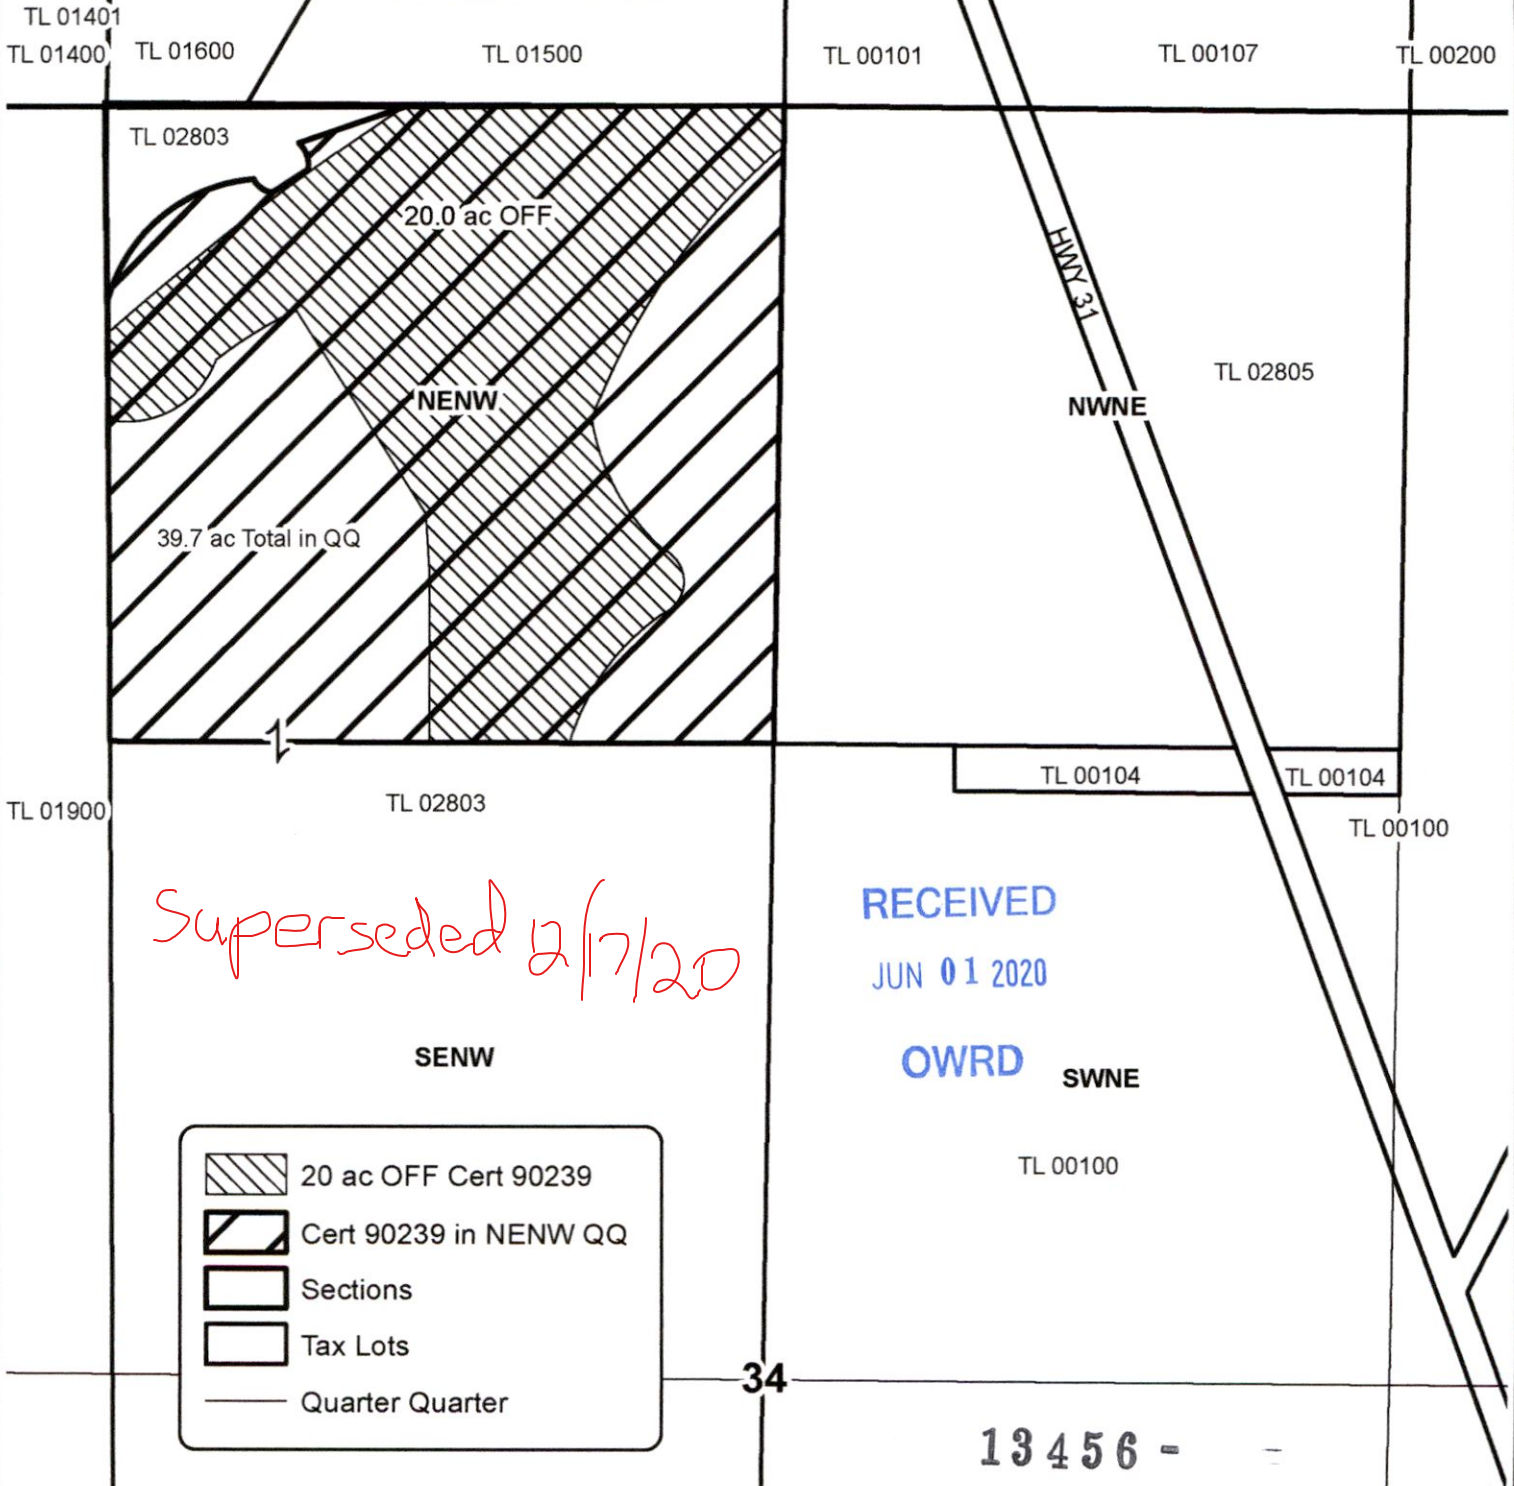 TL 01401
TL 01400
TL 01600
TL 01500
TL 00101
TL 00107
TL 00200
TL 02803
20.0 ac OFF
HWY 31
TL 02805
NENW
NWNE
39.7 ac Total in QQ
TL 00104
TL 00104
TL 01900
TL 02803
TL 00100
Superseded 12/17/20
RECEIVED
JUN 01 2020
OWRD
SENW
SWNE
TL 00100
20 ac OFF Cert 90239
Cert 90239 in NENW QQ
Sections
Tax Lots
Quarter Quarter
34
13456 - -